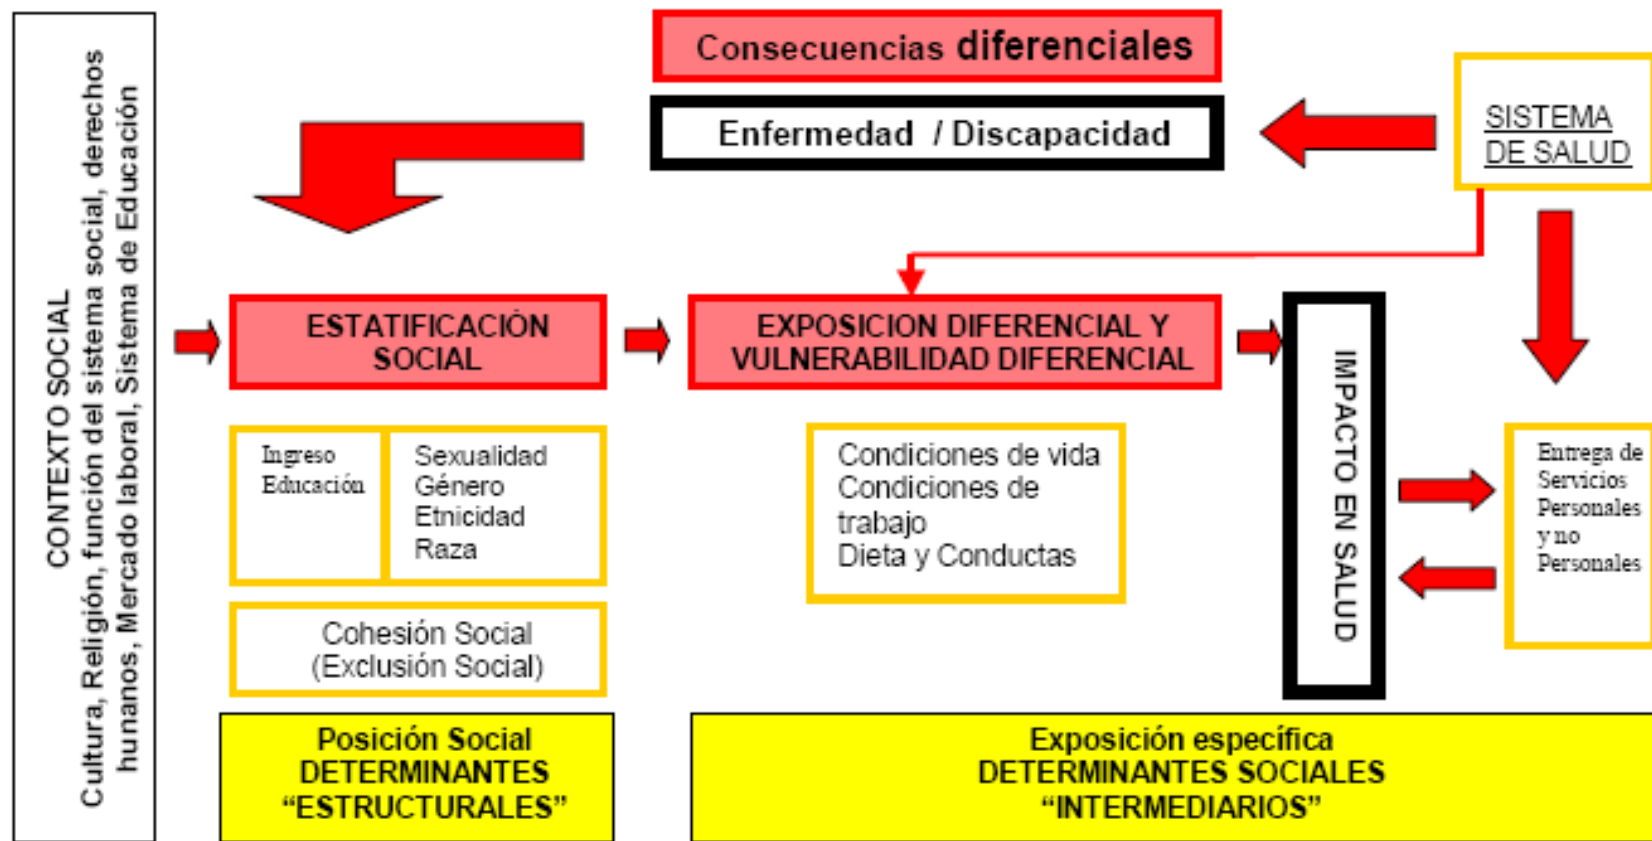 CONTEXTO SOCIAL
Cultura, Religión, función del sistema social, derechos
humanos, Mercado laboral, Sistema de Educación
Consecuencias diferenciales
Enfermedad / Discapacidad
SISTEMA
DE SALUD
ESTATIFICACIÓN
SOCIAL
EXPOSICION DIFERENCIAL Y
VULNERABILIDAD DIFERENCIAL
IMPACTO EN SALUD
Ingreso
Educación
Sexualidad
Género
Etnicidad
Raza
Condiciones de vida
Condiciones de
trabajo
Dieta y Conductas
Entrega de
Servicios
Personales
y no
Personales
Cohesión Social
(Exclusión Social)
Posición Social
DETERMINANTES
“ESTRUCTURALES”
Exposición específica
DETERMINANTES SOCIALES
“INTERMEDIARIOS”